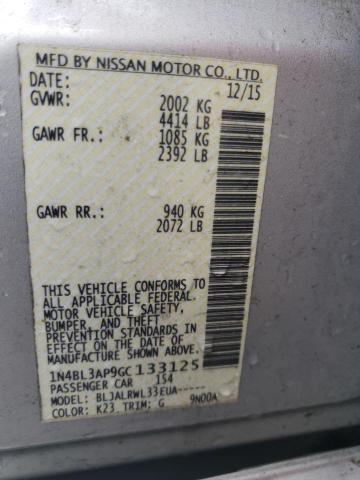 MFD BY NISSAN MOTOR CO., LTD.
DATE: 12/15
GVWR: 2002 KG
4414 LB
GAWR FR.: 1085 KG
2392 LB
GAWR RR.: 940 KG
2072 LB
THIS VEHICLE CONFORMS TO
ALL APPLICABLE FEDERAL
MOTOR VEHICLE SAFETY,
BUMPER, AND THEFT
PREVENTION STANDARDS IN
EFFECT ON THE DATE OF
MANUFACTURE SHOWN ABOVE.
1N4BL3AP9GC133125
PASSENGER CAR 154
MODEL: BLJALRWL33EUA-----
COLOR: K23 TRIM: G 9N00A